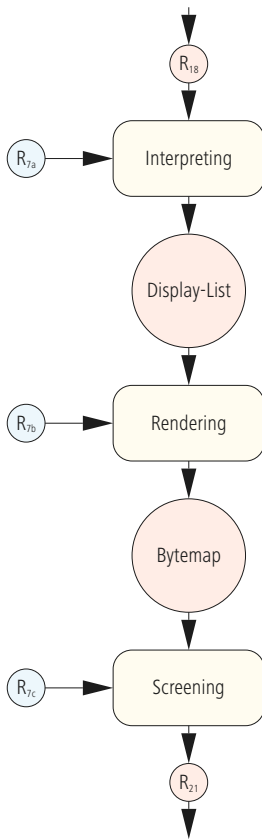 R18
R7a
Interpreting
Display-List
R7b
Rendering
Bytemap
R7c
Screening
R21